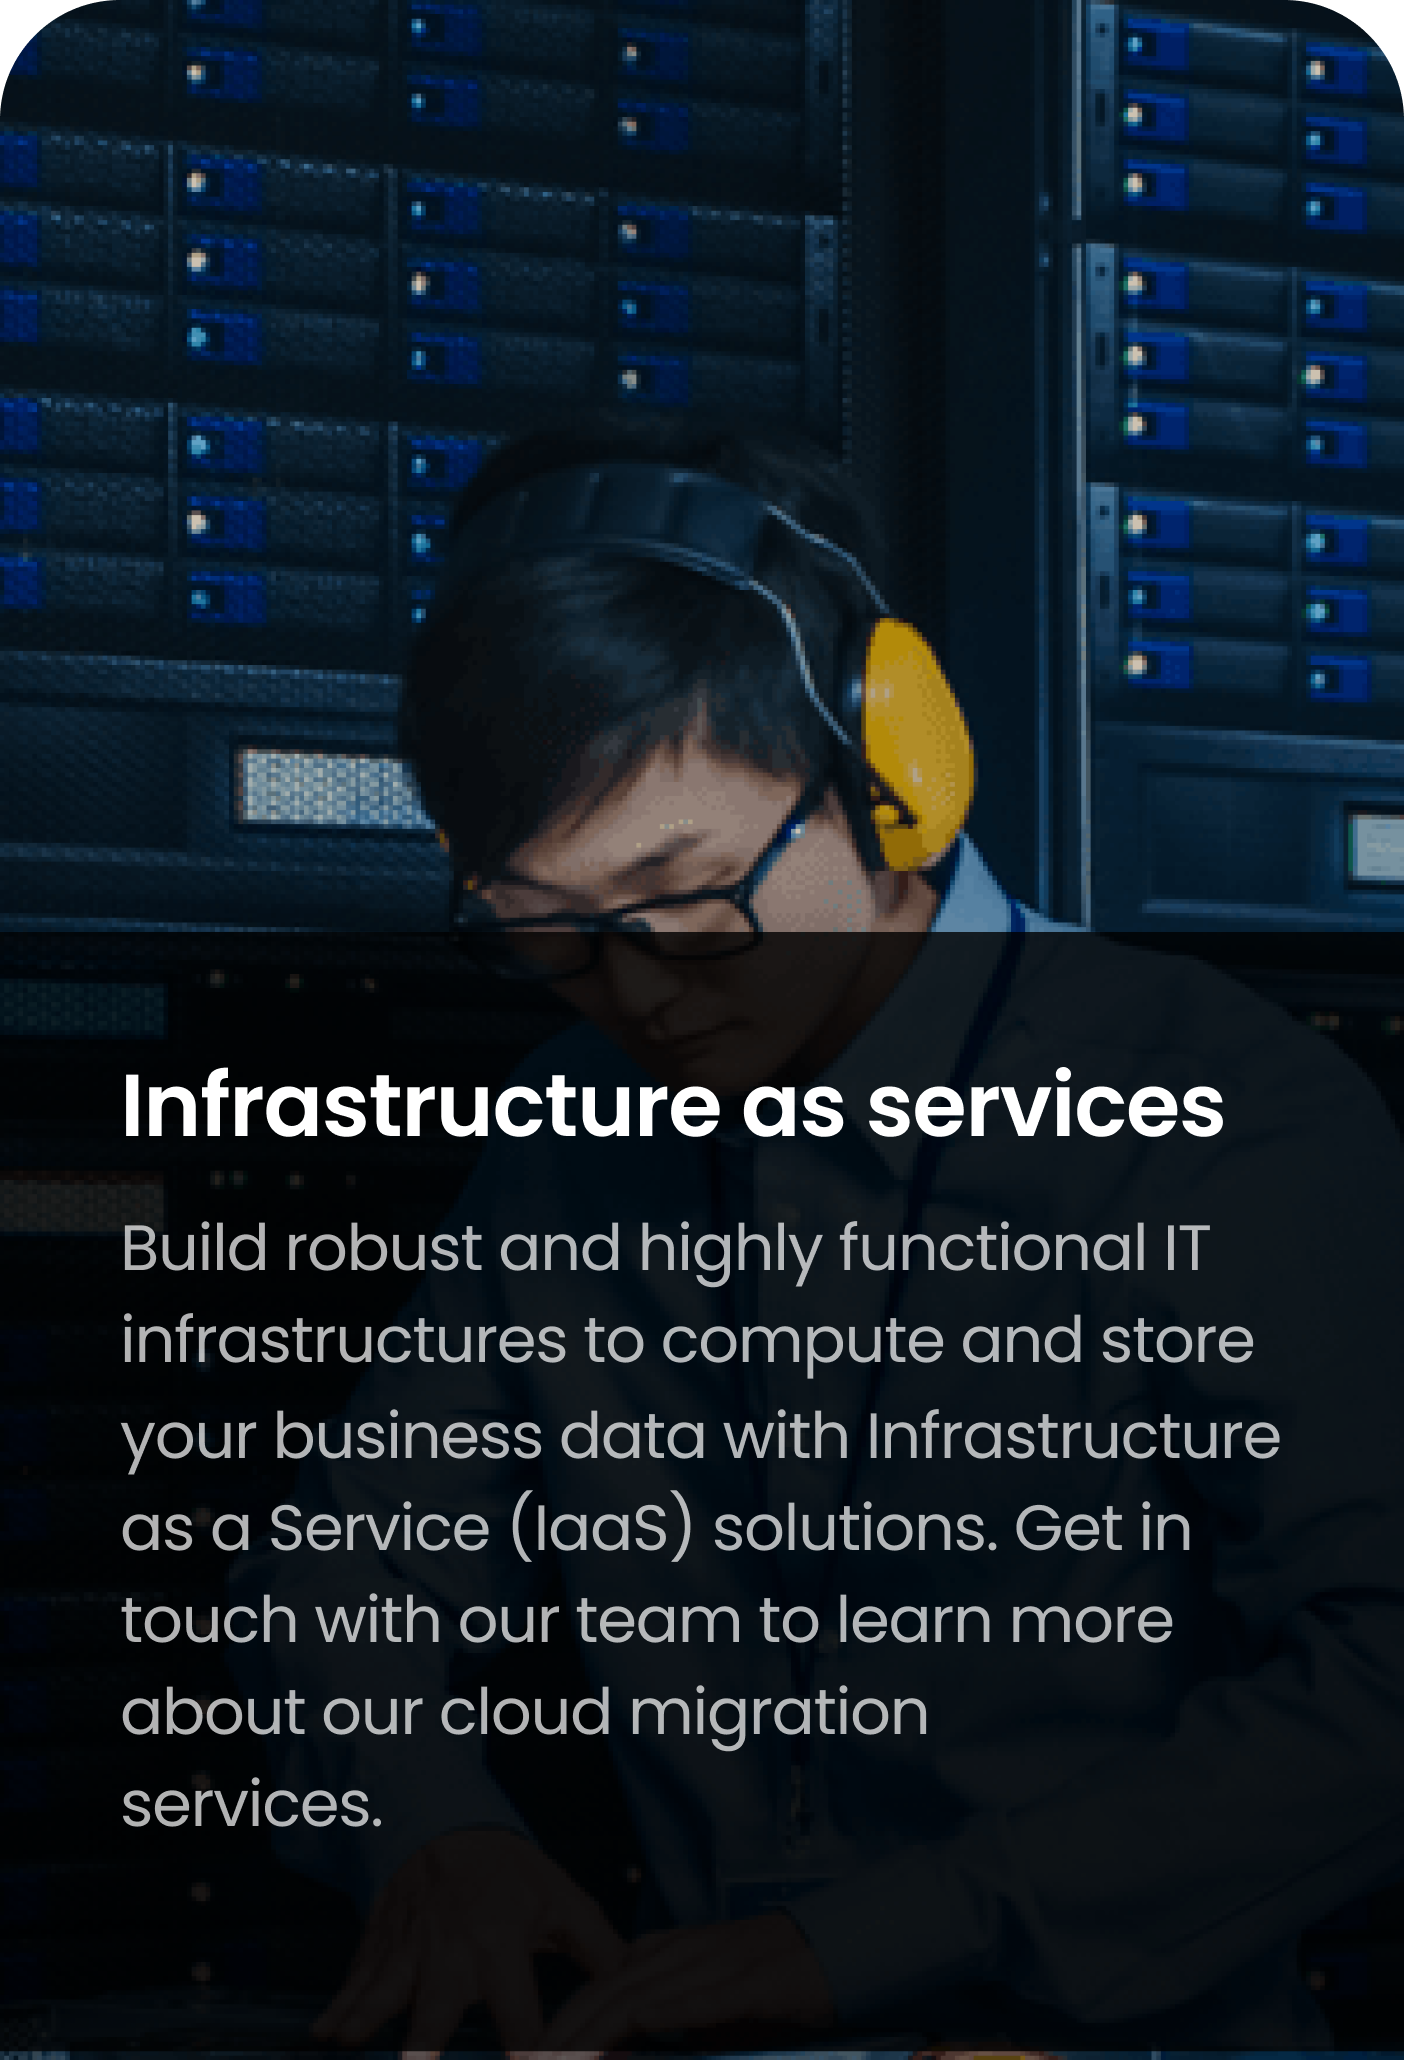 Infrastructure as services
Build robust and highly functional IT
infrastructures to compute and store
your business data with Infrastructure
as a Service (IaaS) solutions. Get in
touch with our team to learn more
about our cloud migration
services.